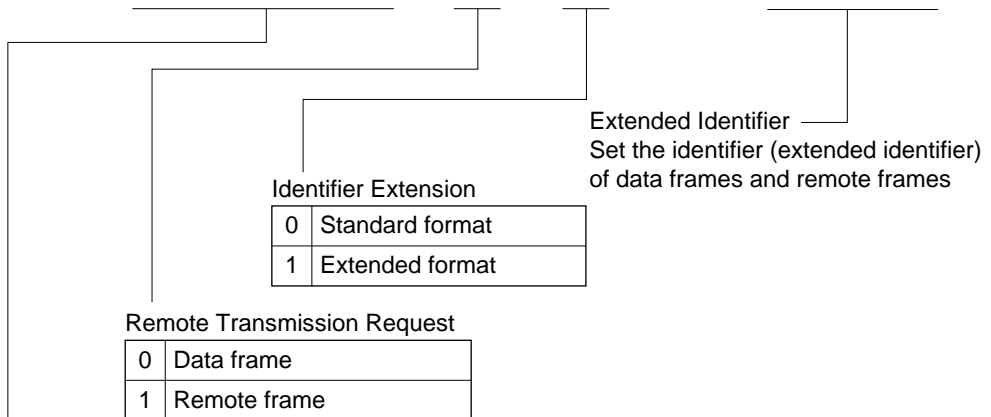 Extended Identifier
Set the identifier (extended identifier)
of data frames and remote frames
Identifier Extension
0 Standard format
1 Extended format
Remote Transmission Request
0 Data frame
1 Remote frame